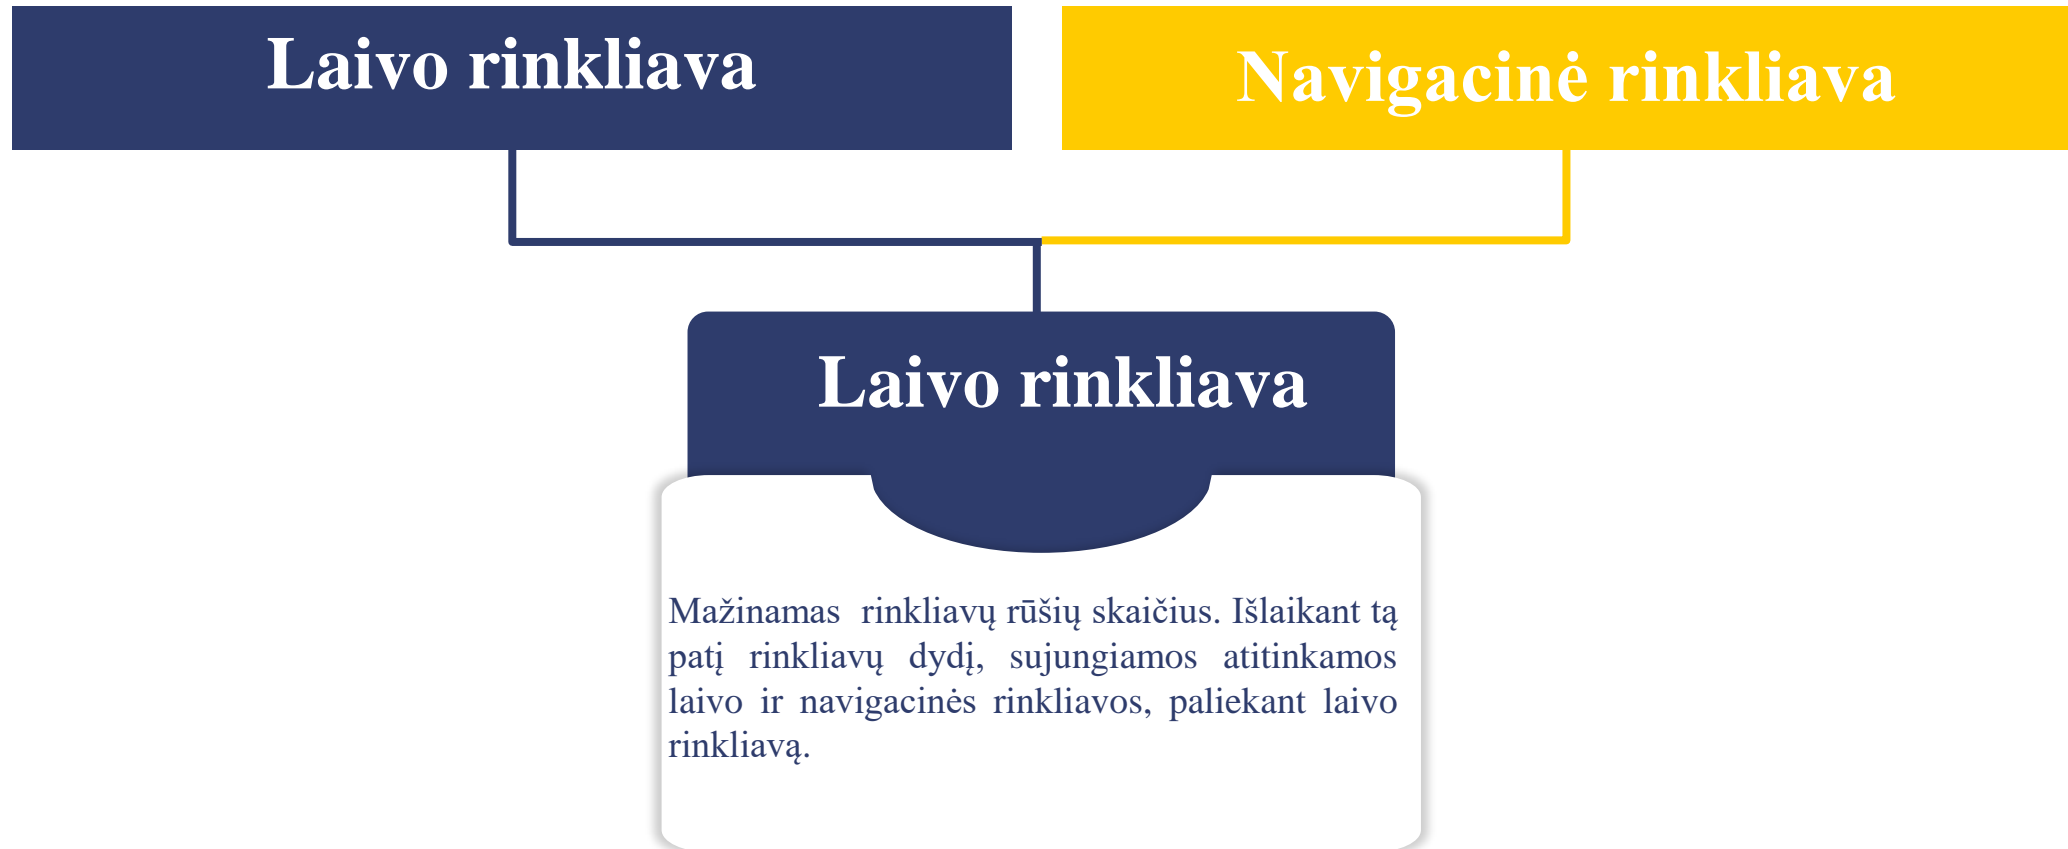 Laivo rinkliava
Navigacinė rinkliava
Laivo rinkliava
Mažinamas rinkliavų rūšių skaičius. Išlaikant tą
patį rinkliavų dydį, sujungiamos atitinkamos
laivo ir navigacinės rinkliavos, paliekant laivo
rinkliavą.